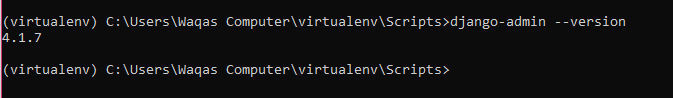 (virtualenv) C:\Users\Waqas Computer\virtualenv\Scripts>django-admin --version
4.1.7
(virtualenv) C:\Users\Waqas Computer\virtualenv\Scripts>